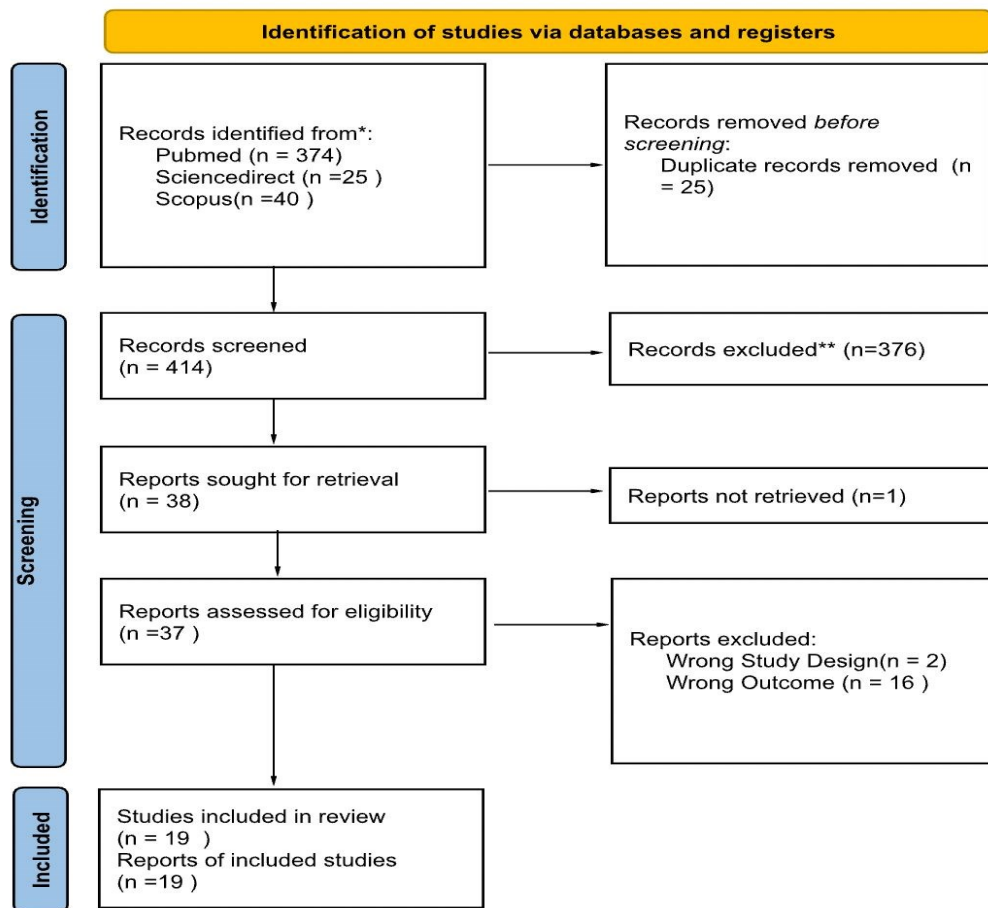 Identification of studies via databases and registers
Identification
Records identified from*:
Pubmed (n = 374)
Sciencedirect (n =25 )
Scopus(n =40 )
Records removed before
screening:
Duplicate records removed (n
= 25)
Screening
Records screened
(n = 414)
Records excluded** (n=376)
Reports sought for retrieval
(n = 38)
Reports not retrieved (n=1)
Reports assessed for eligibility
(n =37 )
Reports excluded:
Wrong Study Design(n = 2)
Wrong Outcome (n = 16 )
Included
Studies included in review
(n = 19 )
Reports of included studies
(n =19 )